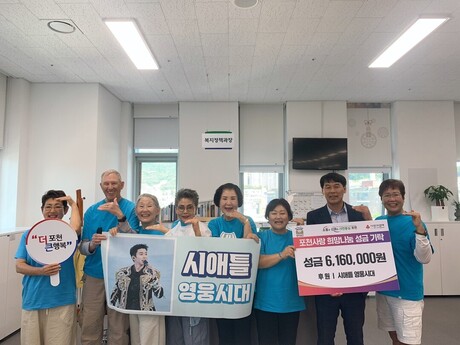 복지정책과장
"더 포천
큰 행복"
시애틀
영웅시대
포천사랑 희망나눔 성금 기탁
성금 6,160,000원
후 원 | 시애틀 영웅시대